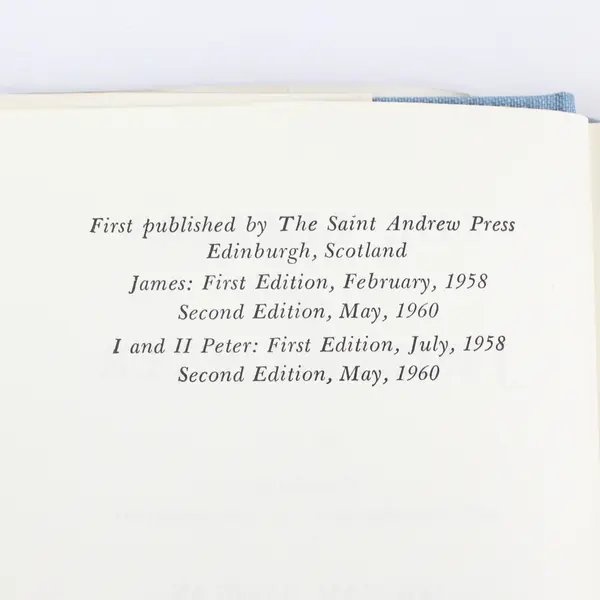 First published by The Saint Andrew Press
Edinburgh, Scotland
James: First Edition, February, 1958
Second Edition, May, 1960
I and II Peter: First Edition, July, 1958
Second Edition, May, 1960